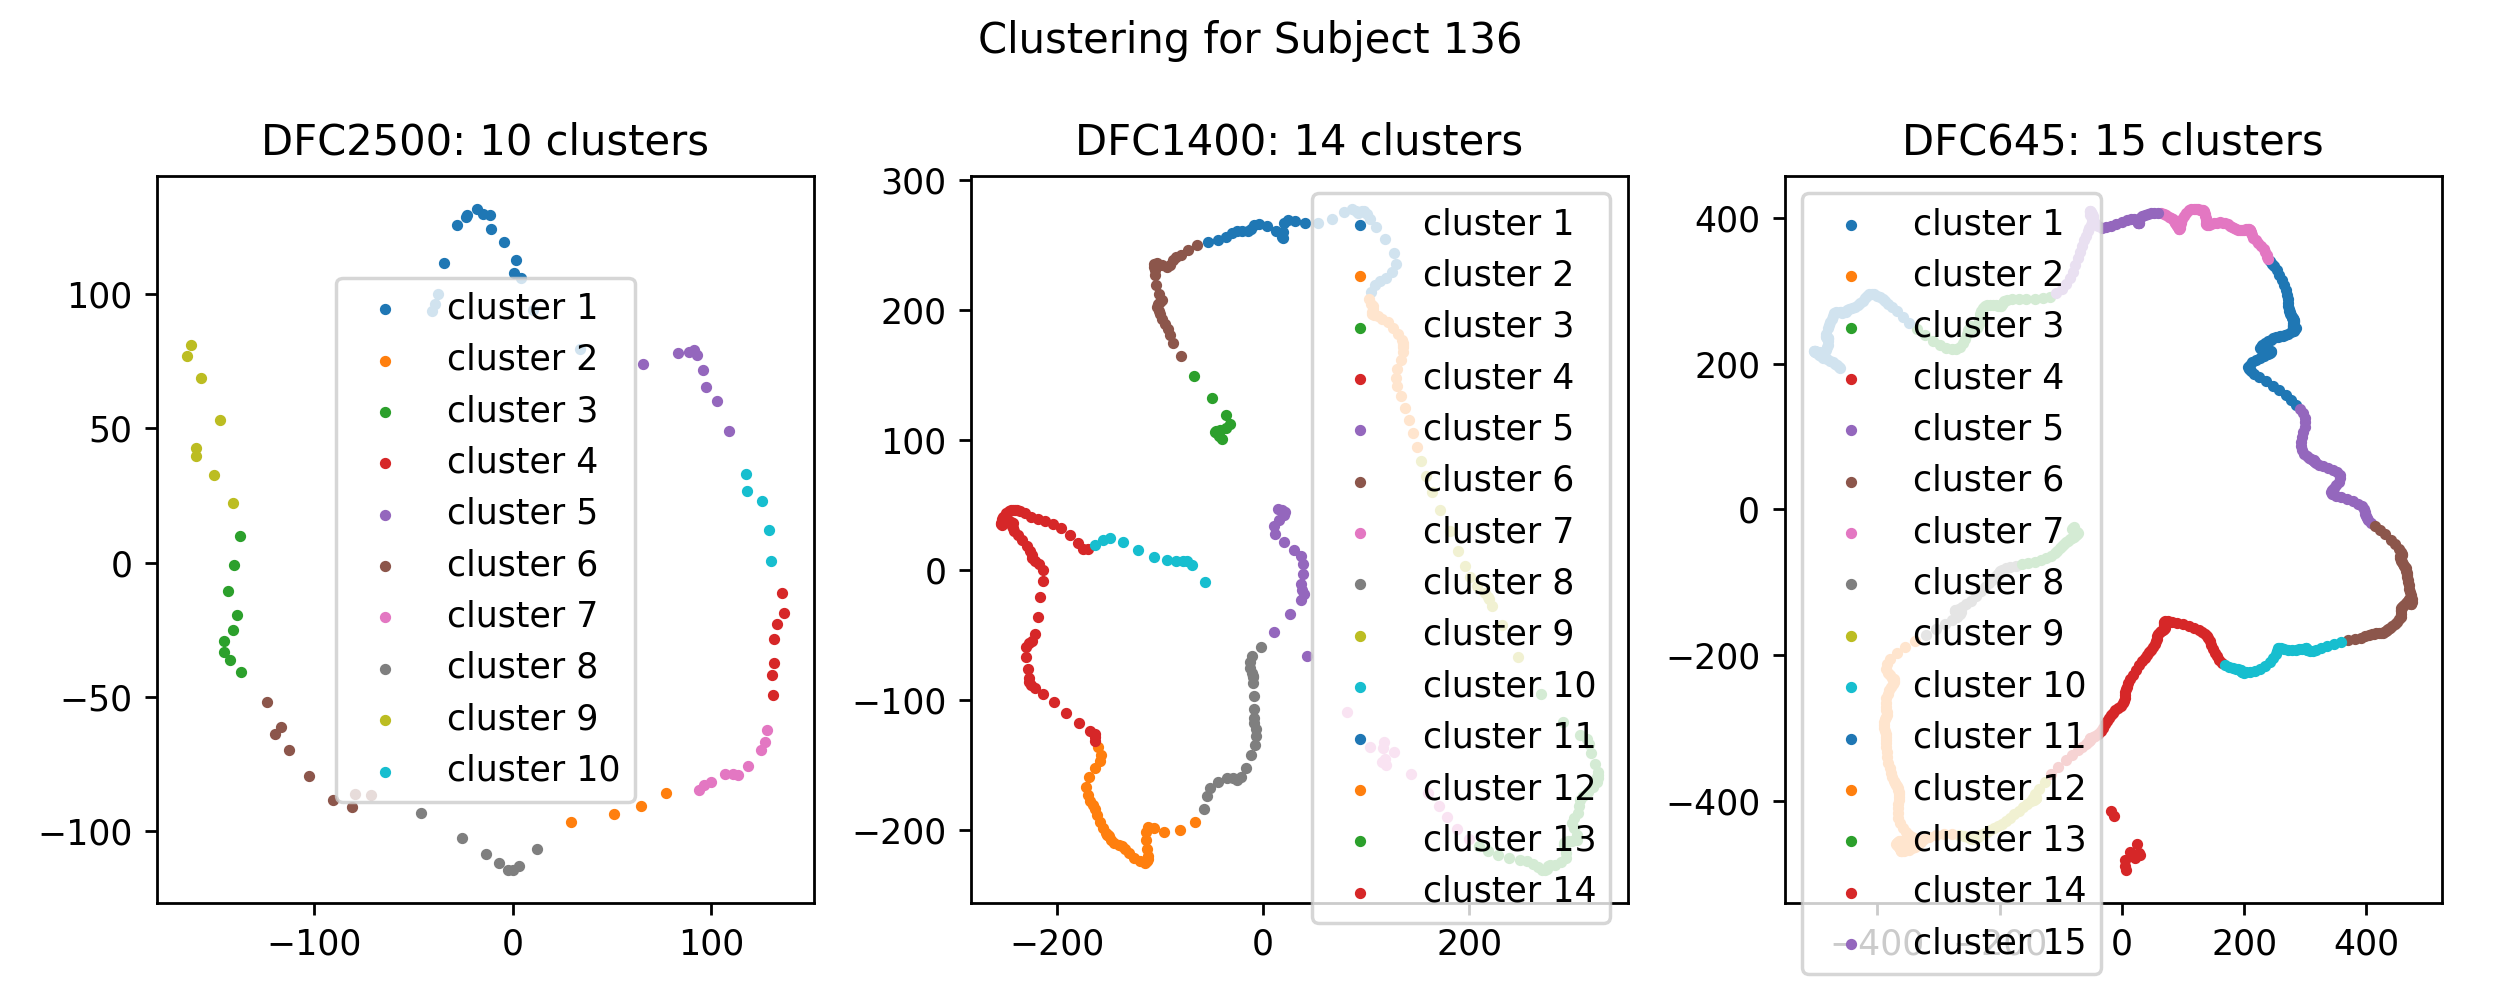 Clustering for Subject 136
DFC2500: 10 clusters
100
50
0
−50
−100
−100
0
100
cluster 1
cluster 2
cluster 3
cluster 4
cluster 5
cluster 6
cluster 7
cluster 8
cluster 9
cluster 10
DFC1400: 14 clusters
300
200
100
0
−100
−200
−200
0
200
cluster 1
cluster 2
cluster 3
cluster 4
cluster 5
cluster 6
cluster 7
cluster 8
cluster 9
cluster 10
cluster 11
cluster 12
cluster 13
cluster 14
DFC645: 15 clusters
400
200
0
−200
−400
−400
−200
0
200
400
cluster 1
cluster 2
cluster 3
cluster 4
cluster 5
cluster 6
cluster 7
cluster 8
cluster 9
cluster 10
cluster 11
cluster 12
cluster 13
cluster 14
cluster 15